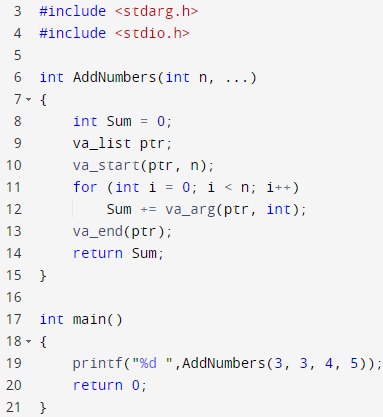 3 #include <stdarg.h>
4 #include <stdio.h>
5
6 int AddNumbers(int n, ...)
7 {
8 int Sum = 0;
9 va_list ptr;
10 va_start(ptr, n);
11 for (int i = 0; i < n; i++)
12 Sum += va_arg(ptr, int);
13 va_end(ptr);
14 return Sum;
15 }
16
17 int main()
18 {
19 printf("%d ",AddNumbers(3, 3, 4, 5));
20 return 0;
21 }